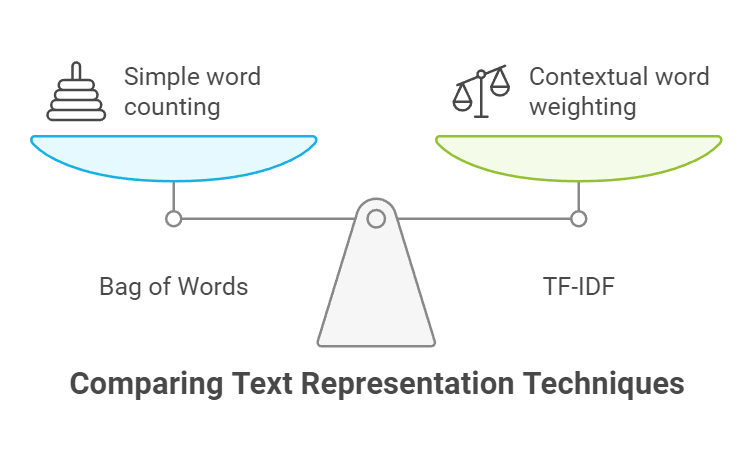 Simple word
counting
Contextual word
weighting
Bag of Words
TF-IDF
Comparing Text Representation Techniques